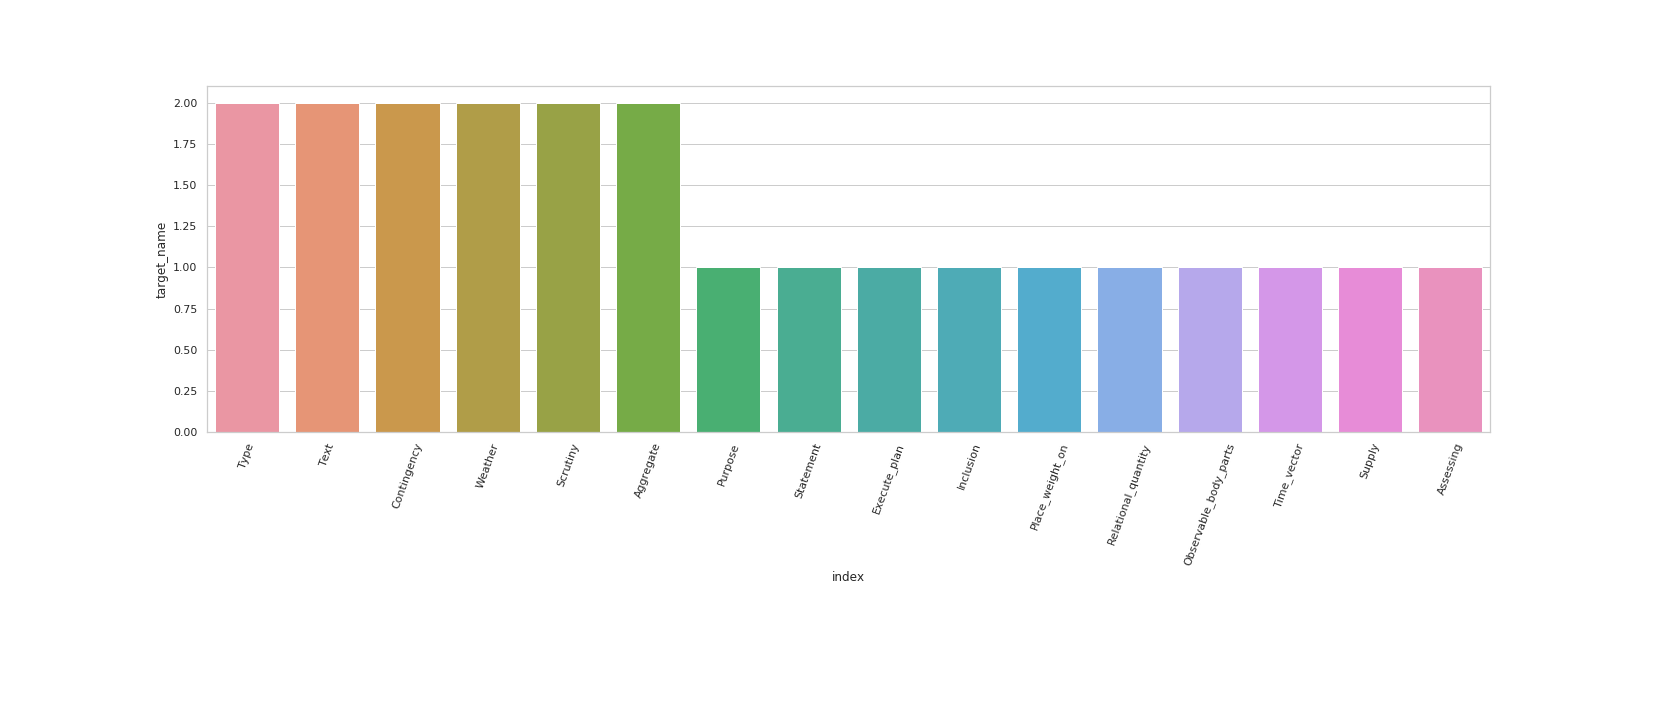 2.00
1.75
1.50
1.25
1.00
0.75
0.50
0.25
0.00
target_name
Type
Text
Contingency
Weather
Scrutiny
Aggregate
Purpose
Statement
Execute_plan
Inclusion
Place_weight_on
Relational_quantity
Observable_body_parts
Time_vector
Supply
Assessing
index